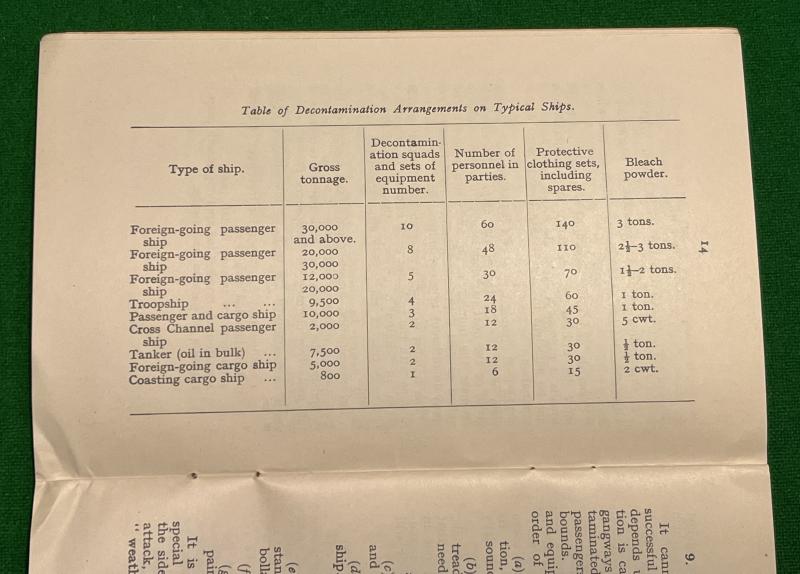 Table of Decontamination Arrangements on Typical Ships.
Type of ship. Gross tonnage. Decontamin-ation squads and sets of equipment number. Number of personnel in parties. Protective clothing sets, including spares. Bleach powder.
Foreign-going passenger ship 30,000 and above. 10 60 140 3 tons.
Foreign-going passenger ship 20,000 30,000 8 48 110 2½–3 tons.
Foreign-going passenger ship 12,000 20,000 5 30 70 1½–2 tons.
Troopship ... ... 9,500 4 24 60 1 ton.
Passenger and cargo ship 10,000 3 18 45 1 ton.
Cross Channel passenger ship 2,000 2 12 30 5 cwt.
Tanker (oil in bulk) ... 7,500 2 12 30 ½ ton.
Foreign-going cargo ship 5,000 2 12 30 ½ ton.
Coasting cargo ship ... 800 1 6 15 2 cwt.
14
9.
It cann
successful
depends u
tion is ca
gangways
taminated
passenger
bounds.
and equip
order of
(a)
tion,
soun
(b)
tread
need
(c)
and
(d)
ship
(e)
stan
boll
(f)
(g)
pai
It is
special
the side
attack,
" weath